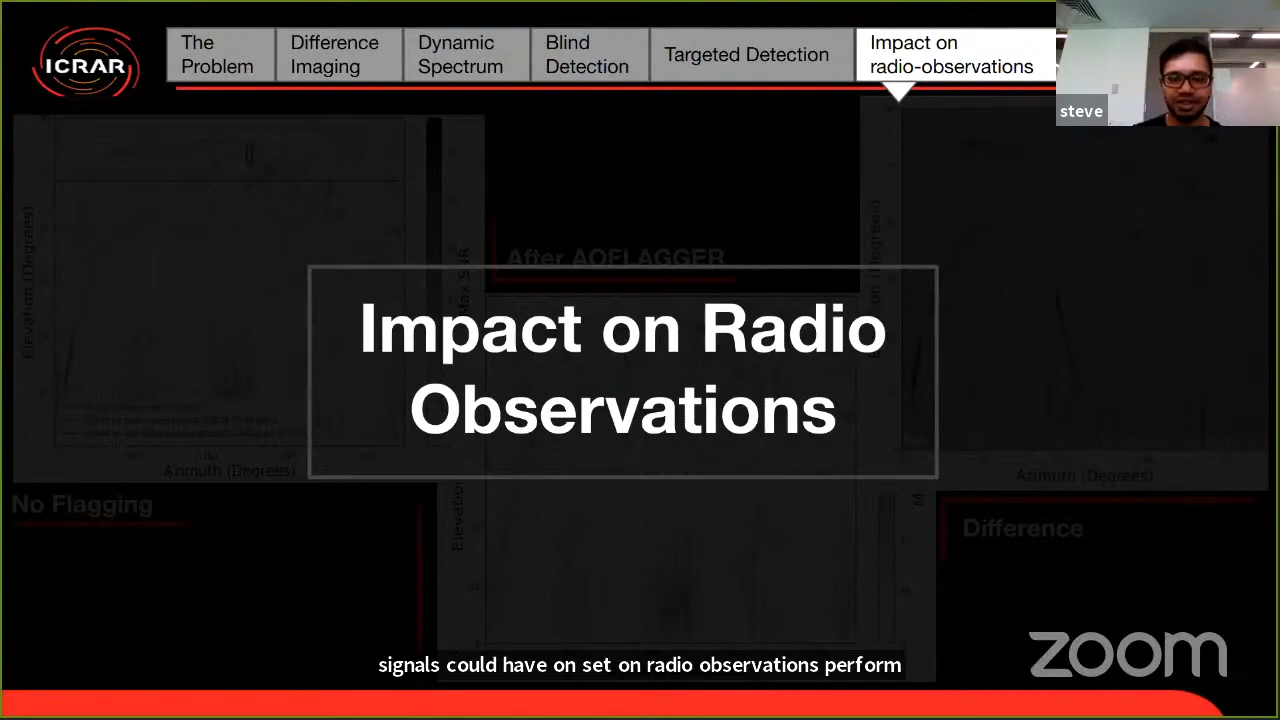 ICRAR
The
Problem
Difference
Imaging
Dynamic
Spectrum
Blind
Detection
Targeted Detection
Impact on
radio-observations
steve
Elevation (Degrees)
Azimuth (Degrees)
No Flagging
After AOFLAGGER
Impact on Radio
Observations
Azimuth (Degrees)
Difference
signals could have on set on radio observations perform
zoom